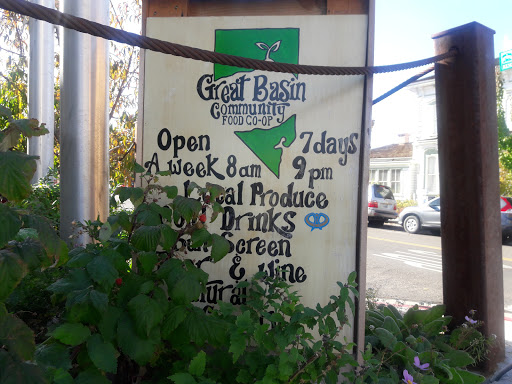 Great Basin
Community
FOOD CO-OP
Open 7 days
A week 8am 9pm
Produce
Drinks
Screen
& Wine